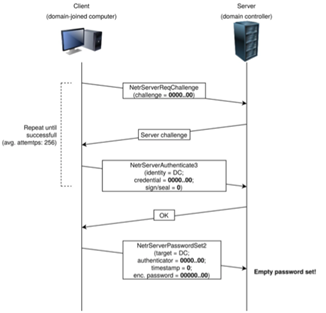 Client
(domain-joined computer)
Server
(domain controller)
NetrServerReqChallenge
(challenge = 0000..00)
Repeat until
successfull
(avg. attemtps: 256)
Server challenge
NetrServerAuthenticate3
(identity = DC;
credential = 0000..00;
sign/seal = 0)
OK
NetrServerPasswordSet2
(target = DC;
authenticator = 0000..00;
timestamp = 0;
enc. password = 00000..00)
Empty password set!